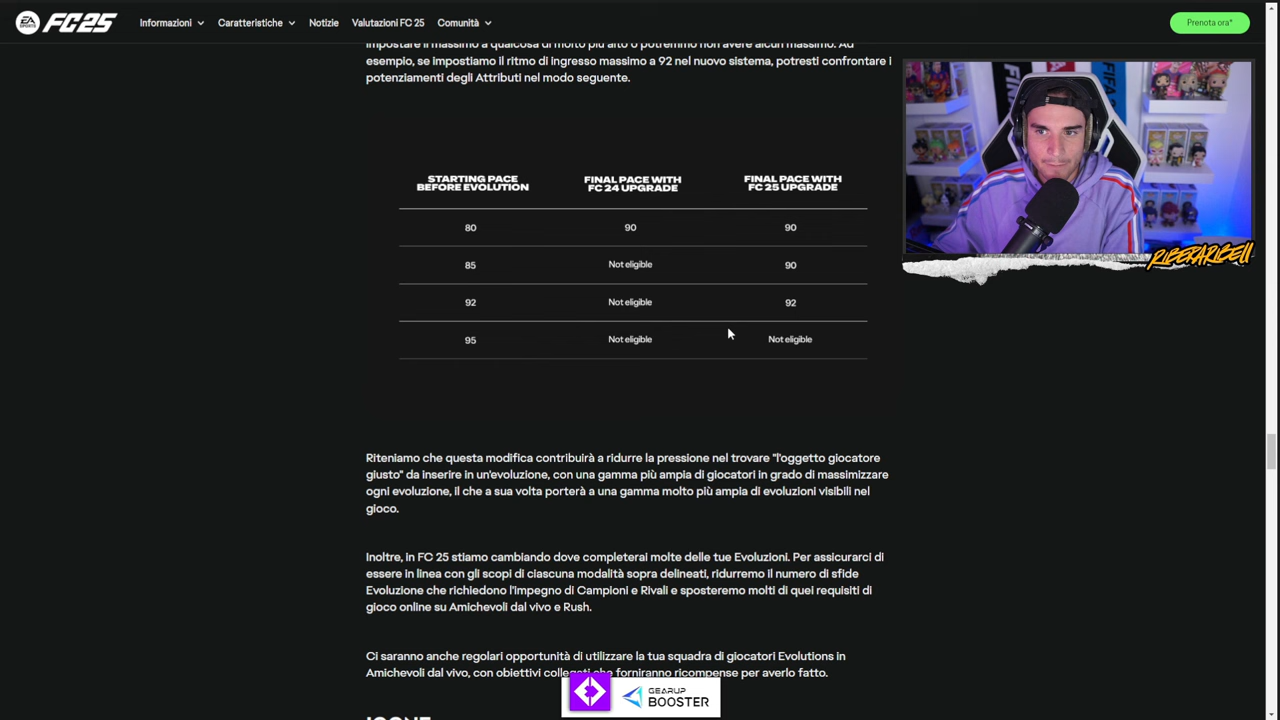 EA SPORTS FC25 Informazioni Caratteristiche Notizie Valutazioni FC 25 Comunità Prenota ora*
impostare il massimo a qualcosa di molto più alto o potremmo non avere alcun massimo. Ad
esempio, se impostiamo il ritmo di ingresso massimo a 92 nel nuovo sistema, potresti confrontare i
potenziamenti degli Attributi nel modo seguente.
STARTING PACE BEFORE EVOLUTION FINAL PACE WITH FC 24 UPGRADE FINAL PACE WITH FC 25 UPGRADE
80 90 90
85 Not eligible 90
92 Not eligible 92
95 Not eligible Not eligible
RIBERARIBELL
Riteniamo che questa modifica contribuirà a ridurre la pressione nel trovare "l'oggetto giocatore
giusto" da inserire in un'evoluzione, con una gamma più ampia di giocatori in grado di massimizzare
ogni evoluzione, il che a sua volta porterà a una gamma molto più ampia di evoluzioni visibili nel
gioco.
Inoltre, in FC 25 stiamo cambiando dove completerai molte delle tue Evoluzioni. Per assicurarci di
essere in linea con gli scopi di ciascuna modalità sopra delineati, ridurremo il numero di sfide
Evoluzione che richiedono l'impegno di Campioni e Rivali e sposteremo molti di quei requisiti di
gioco online su Amichevoli dal vivo e Rush.
Ci saranno anche regolari opportunità di utilizzare la tua squadra di giocatori Evolutions in
Amichevoli dal vivo, con obiettivi collegati che forniranno ricompense per averlo fatto.
GEARUP
BOOSTER
ICONE